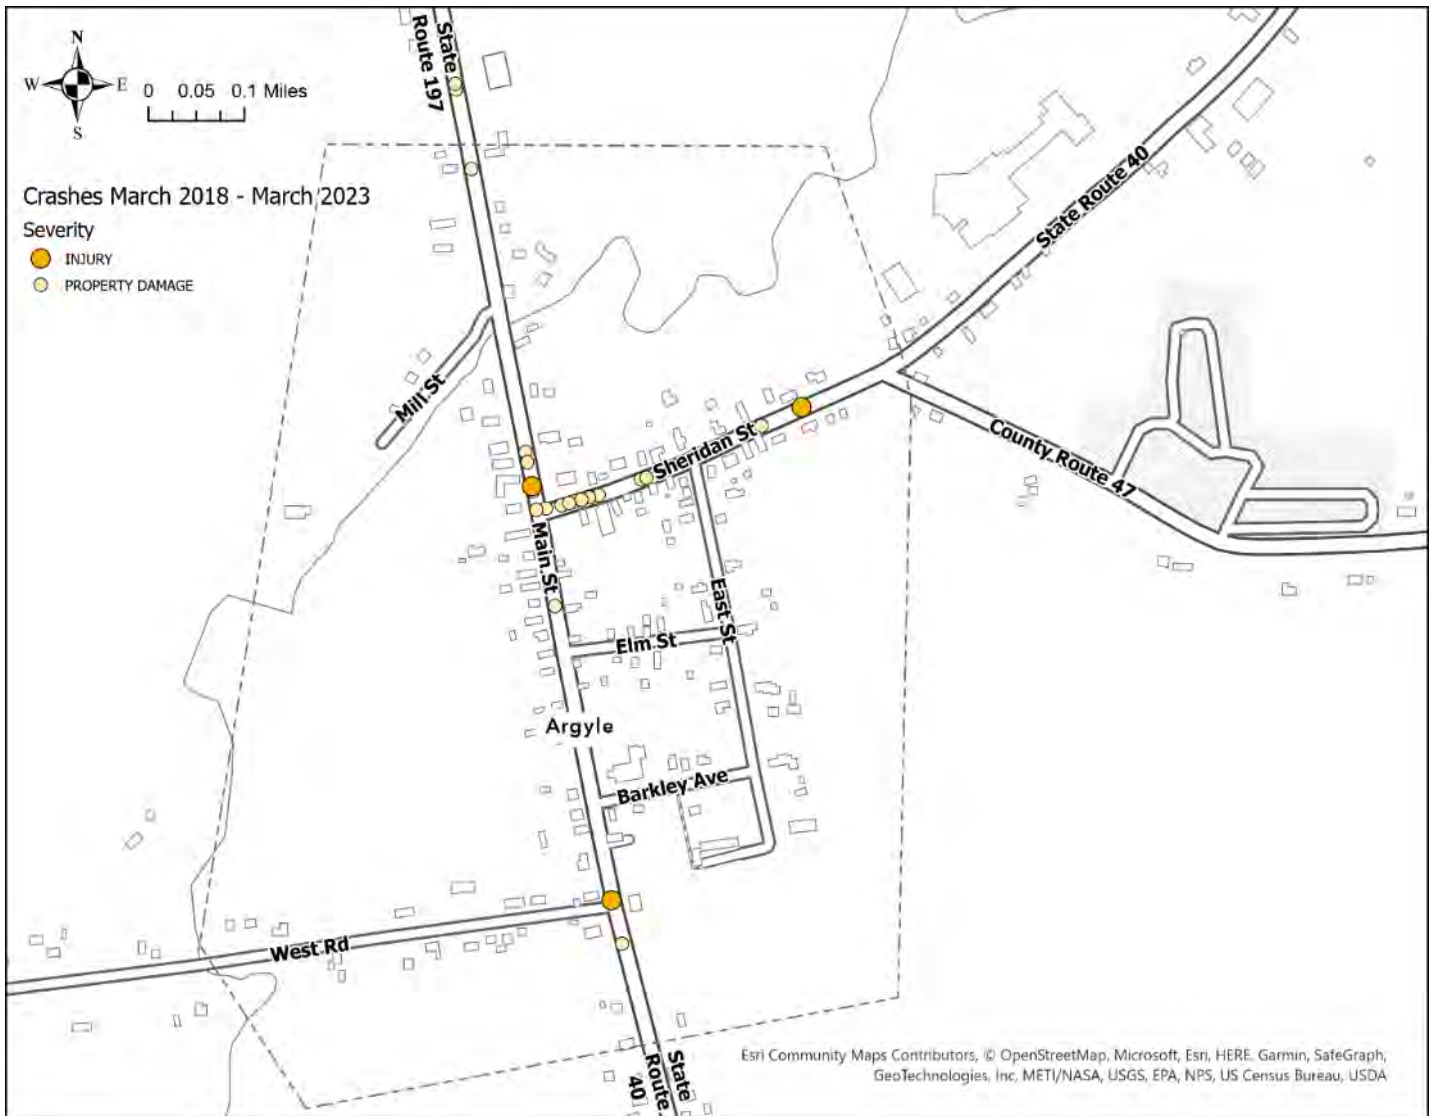 N
W
E
S
0 0.05 0.1 Miles
State
Route 197
Crashes March 2018 - March 2023
Severity
INJURY
PROPERTY DAMAGE
State Route 40
Mill St
Sheridan St
County Route 47
Main St
East St
Elm St
Argyle
Barkley Ave
West Rd
State
Route
40
Esri Community Maps Contributors, © OpenStreetMap, Microsoft, Esri, HERE, Garmin, SafeGraph,
GeoTechnologies, Inc, METI/NASA, USGS, EPA, NPS, US Census Bureau, USDA